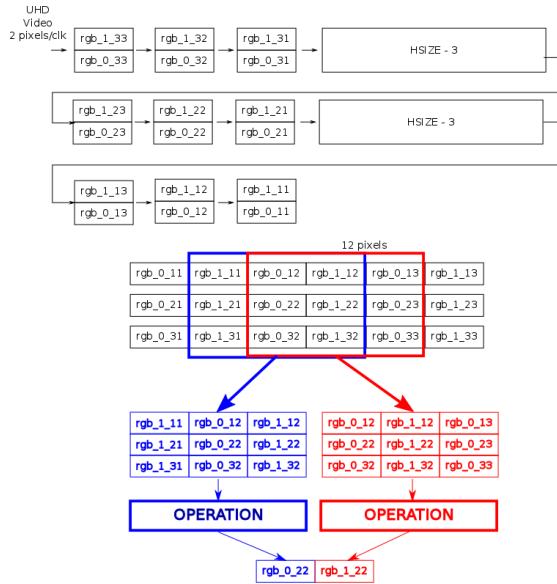 UHD
Video
2 pixels/clk
rgb_1_33 rgb_1_32 rgb_1_31
rgb_0_33 rgb_0_32 rgb_0_31
HSIZE - 3
rgb_1_23 rgb_1_22 rgb_1_21
rgb_0_23 rgb_0_22 rgb_0_21
HSIZE - 3
rgb_1_13 rgb_1_12 rgb_1_11
rgb_0_13 rgb_0_12 rgb_0_11
12 pixels
rgb_0_11 rgb_1_11 rgb_0_12 rgb_1_12 rgb_0_13 rgb_1_13
rgb_0_21 rgb_1_21 rgb_0_22 rgb_1_22 rgb_0_23 rgb_1_23
rgb_0_31 rgb_1_31 rgb_0_32 rgb_1_32 rgb_0_33 rgb_1_33
rgb_1_11 rgb_0_12 rgb_1_12
rgb_1_21 rgb_0_22 rgb_1_22
rgb_1_31 rgb_0_32 rgb_1_32
rgb_0_12 rgb_1_12 rgb_0_13
rgb_0_22 rgb_1_22 rgb_0_23
rgb_0_32 rgb_1_32 rgb_0_33
OPERATION
OPERATION
rgb_0_22 rgb_1_22